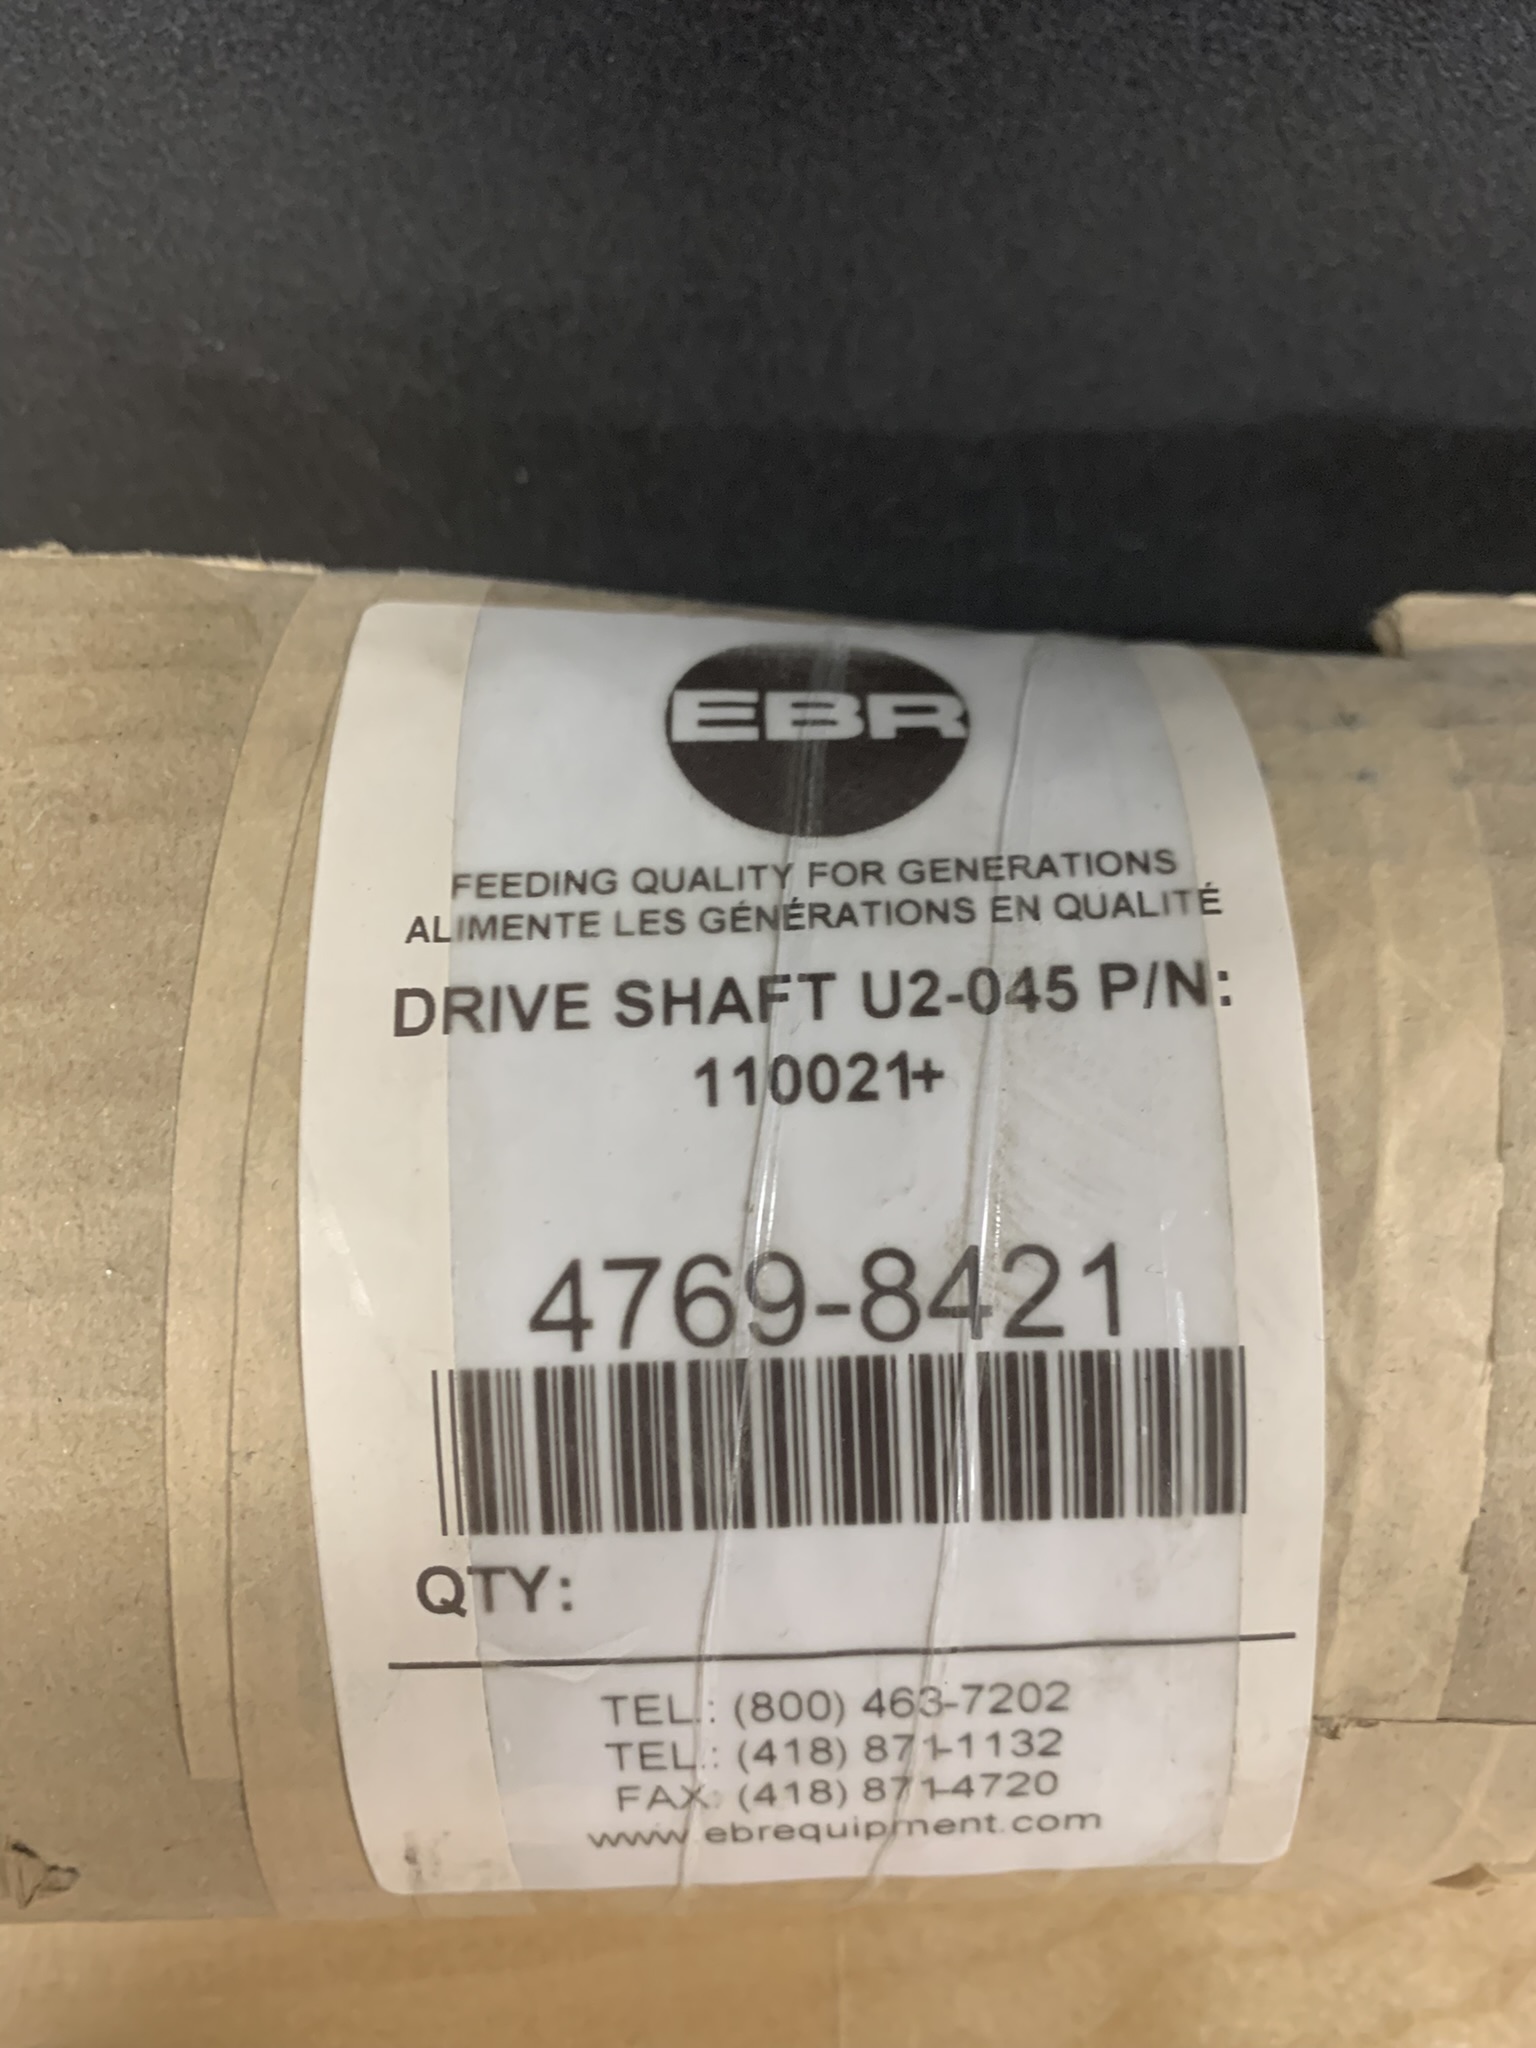 EBR
FEEDING QUALITY FOR GENERATIONS
ALIMENTE LES GÉNÉRATIONS EN QUALITÉ
DRIVE SHAFT U2-045 P/N:
110021+
4769-8421
QTY:
TEL.: (800) 463-7202
TEL.: (418) 871-1132
FAX: (418) 871-4720
www.ebrequipment.com